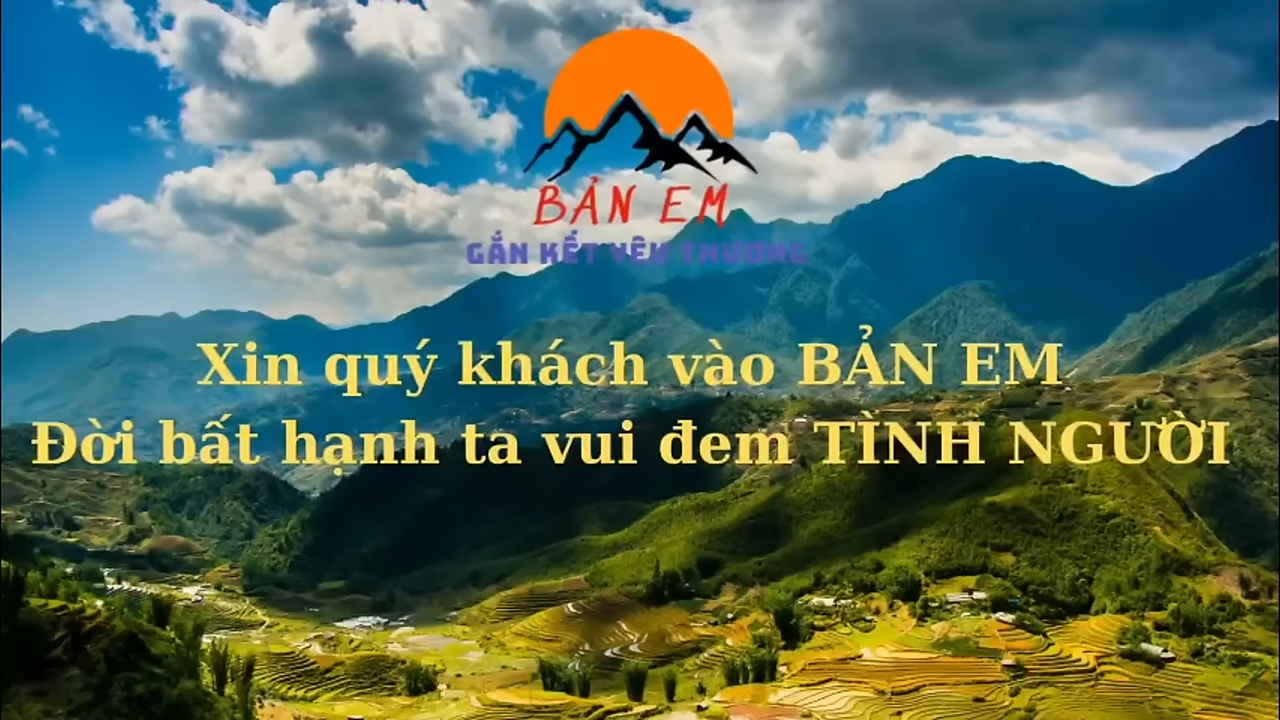 BẢN EM
GẮN KẾT YÊU THƯƠNG
Xin quý khách vào BẢN EM
Đời bất hạnh ta vui đem TÌNH NGƯỜI